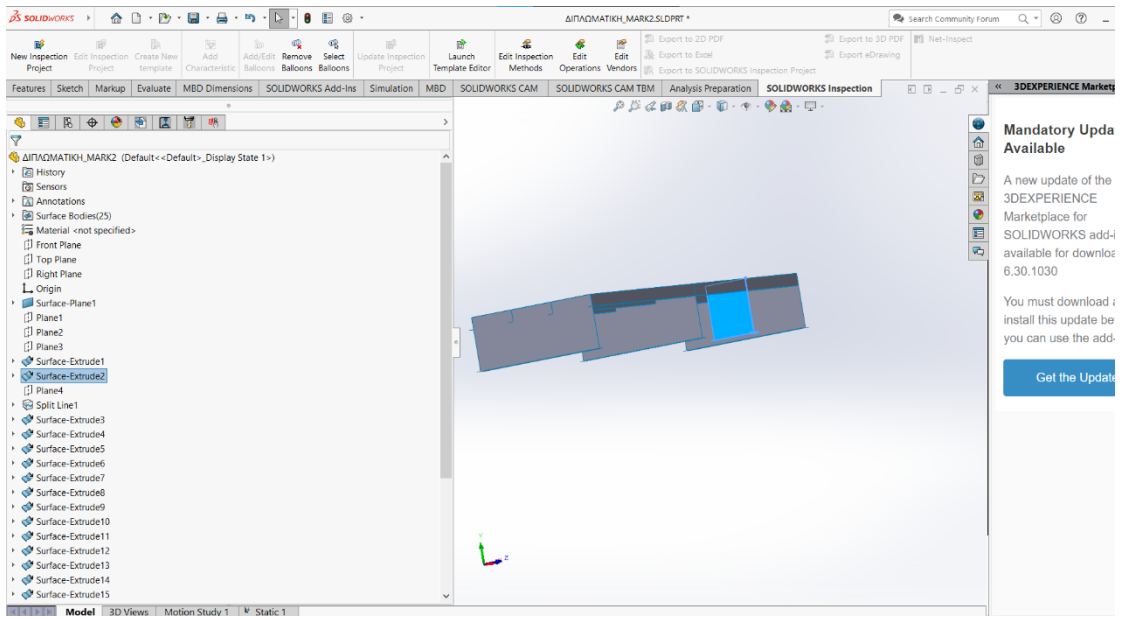 SOLIDWORKS
ΔΙΠΛΩΜΑΤΙΚΗ_MARK2.SLDPRT *
Search Community Forum
New Inspection Project
Edit Inspection Project
Create New template
Add Characteristic
Add/Edit Balloons
Remove Balloons
Select Balloons
Update Inspection Project
Launch Template Editor
Edit Inspection Methods
Edit Operations
Edit Vendors
Export to 2D PDF
Export to Excel
Export to SOLIDWORKS Inspection Project
Export to 3D PDF
Export eDrawing
Net-Inspect
Features Sketch Markup Evaluate MBD Dimensions SOLIDWORKS Add-Ins Simulation MBD SOLIDWORKS CAM SOLIDWORKS CAM TBM Analysis Preparation SOLIDWORKS Inspection
ΔΙΠΛΩΜΑΤΙΚΗ_MARK2 (Default<<Default>_Display State 1>)
History
Sensors
Annotations
Surface Bodies(25)
Material <not specified>
Front Plane
Top Plane
Right Plane
Origin
Surface-Plane1
Plane1
Plane2
Plane3
Surface-Extrude1
Surface-Extrude2
Plane4
Split Line1
Surface-Extrude3
Surface-Extrude4
Surface-Extrude5
Surface-Extrude6
Surface-Extrude7
Surface-Extrude8
Surface-Extrude9
Surface-Extrude10
Surface-Extrude11
Surface-Extrude12
Surface-Extrude13
Surface-Extrude14
Surface-Extrude15
Model 3D Views Motion Study 1 Static 1
Y
Z
3DEXPERIENCE Marketp
Mandatory Upda
Available
A new update of the
3DEXPERIENCE
Marketplace for
SOLIDWORKS add-i
available for downloa
6.30.1030
You must download a
install this update be
you can use the add-
Get the Update